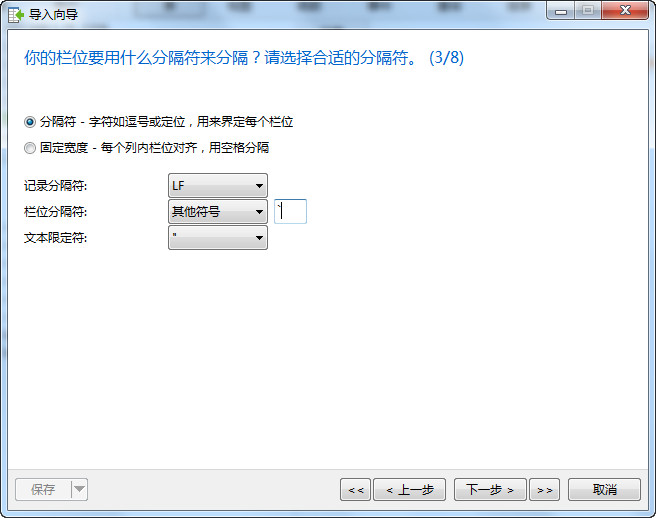 导入向导
你的栏位要用什么分隔符来分隔？请选择合适的分隔符。 (3/8)
分隔符 - 字符如逗号或定位，用来界定每个栏位
固定宽度 - 每个列内栏位对齐，用空格分隔
记录分隔符: LF
栏位分隔符: 其他符号 `
文本限定符: "
保存 << < 上一步 下一步 > >> 取消